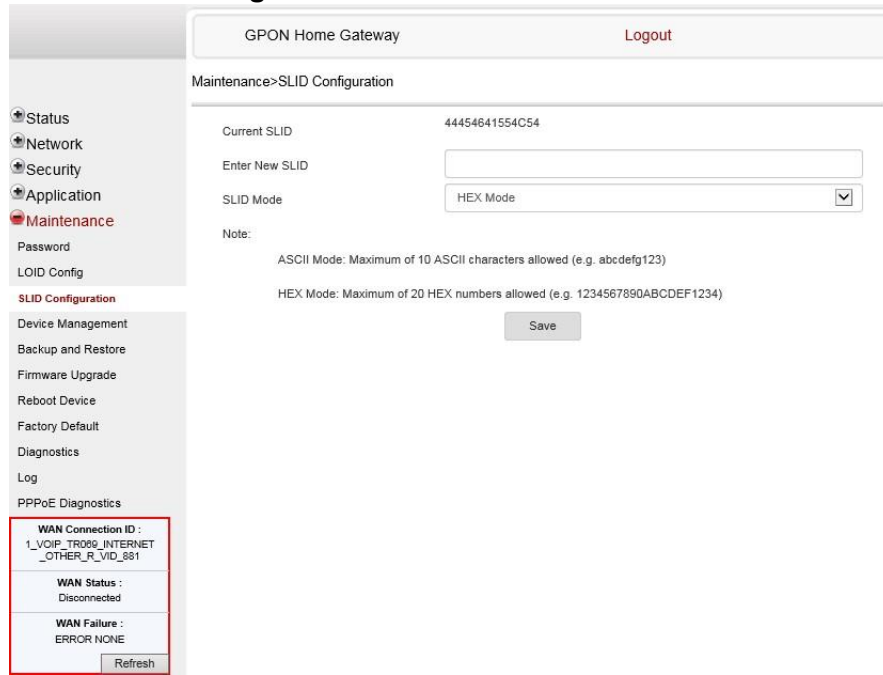 GPON Home Gateway
Logout
Maintenance>SLID Configuration
Status
Network
Security
Application
Maintenance
Password
LOID Config
SLID Configuration
Device Management
Backup and Restore
Firmware Upgrade
Reboot Device
Factory Default
Diagnostics
Log
PPPoE Diagnostics
WAN Connection ID :
1_VOIP_TR069_INTERNET
_OTHER_R_VID_881
WAN Status :
Disconnected
WAN Failure :
ERROR NONE
Refresh
Current SLID 44454641554C54
Enter New SLID
SLID Mode HEX Mode
Note:
ASCII Mode: Maximum of 10 ASCII characters allowed (e.g. abcdefg123)
HEX Mode: Maximum of 20 HEX numbers allowed (e.g. 1234567890ABCDEF1234)
Save